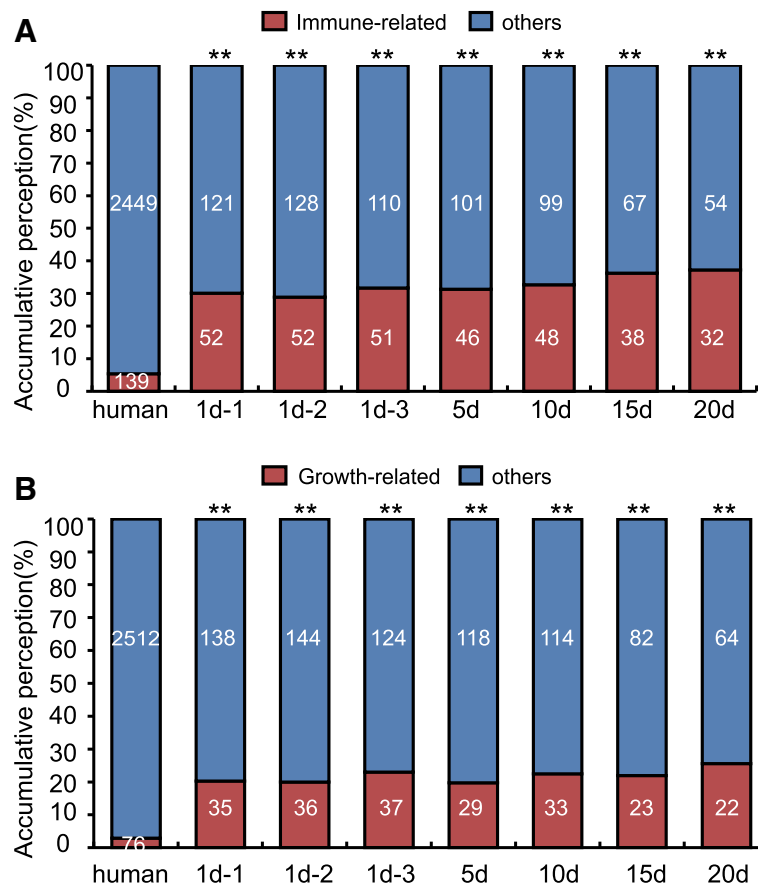 A
Immune-related others
Accumulative perception(%)
** ** ** ** ** ** **
100
90
80
70
60
50
40
30
20
10
0
2449 121 128 110 101 99 67 54
139 52 52 51 46 48 38 32
human 1d-1 1d-2 1d-3 5d 10d 15d 20d
B
Growth-related others
Accumulative perception(%)
** ** ** ** ** ** **
100
90
80
70
60
50
40
30
20
10
0
2512 138 144 124 118 114 82 64
76 35 36 37 29 33 23 22
human 1d-1 1d-2 1d-3 5d 10d 15d 20d